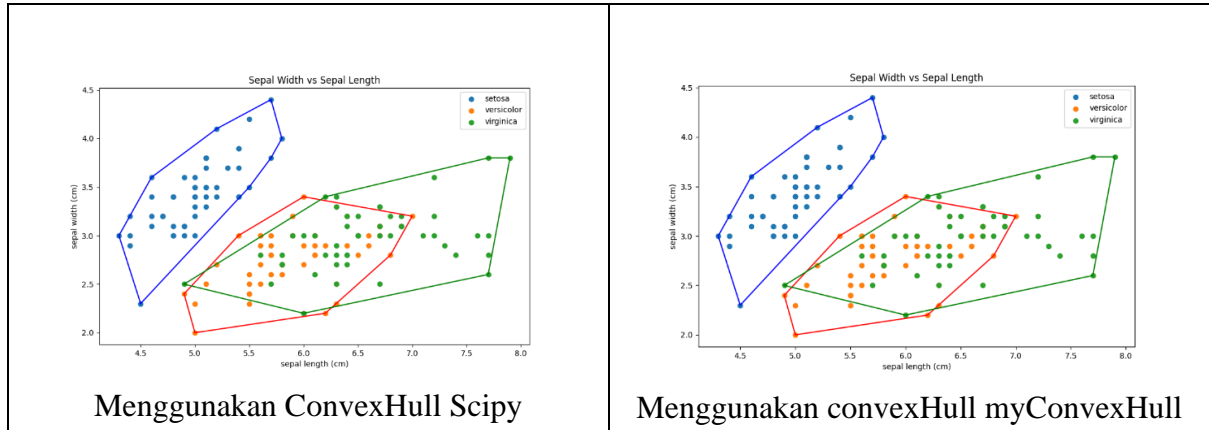 Sepal Width vs Sepal Length
setosa
versicolor
virginica
4.5
4.0
3.5
3.0
2.5
2.0
sepal width (cm)
4.5 5.0 5.5 6.0 6.5 7.0 7.5 8.0
sepal length (cm)
Menggunakan ConvexHull Scipy
Sepal Width vs Sepal Length
setosa
versicolor
virginica
4.5
4.0
3.5
3.0
2.5
2.0
sepal width (cm)
4.5 5.0 5.5 6.0 6.5 7.0 7.5 8.0
sepal length (cm)
Menggunakan convexHull myConvexHull